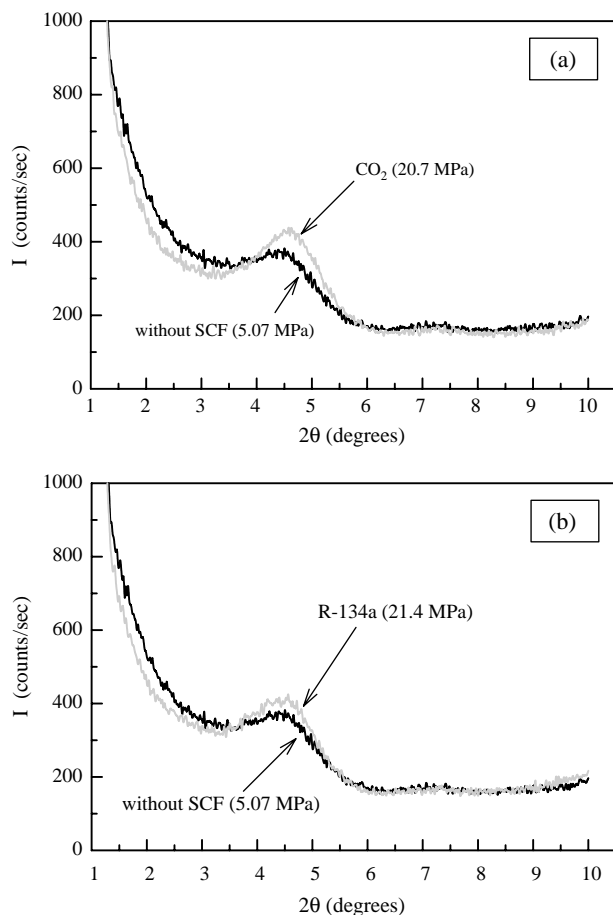 1000
(a)
800
600
CO₂ (20.7 MPa)
I (counts/sec)
400
200
without SCF (5.07 MPa)
0
1 2 3 4 5 6 7 8 9 10
2θ (degrees)
1000
(b)
800
R-134a (21.4 MPa)
600
I (counts/sec)
400
200
without SCF (5.07 MPa)
0
1 2 3 4 5 6 7 8 9 10
2θ (degrees)